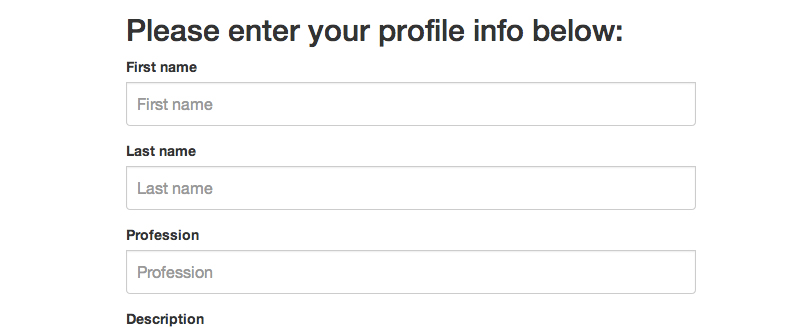 Please enter your profile info below:
First name
First name
Last name
Last name
Profession
Profession
Description